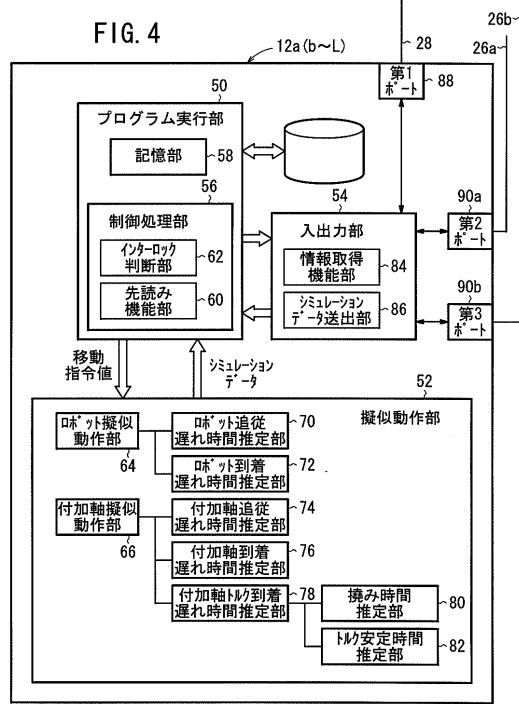 FIG. 4
12a(b~L)
28
26b
26a
第1
ポート
88
50
プログラム実行部
記憶部
58
56
制御処理部
インターロック
判断部
62
先読み
機能部
60
54
入出力部
情報取得
機能部
84
シミュレーション
データ送出部
86
90a
第2
ポート
90b
第3
ポート
移動
指令値
シミュレーション
データ
52
擬似動作部
ロボット擬似
動作部
64
ロボット追従
遅れ時間推定部
70
ロボット到着
遅れ時間推定部
72
付加軸擬似
動作部
66
付加軸追従
遅れ時間推定部
74
付加軸到着
遅れ時間推定部
76
付加軸トルク到着
遅れ時間推定部
78
撓み時間
推定部
80
トルク安定時間
推定部
82